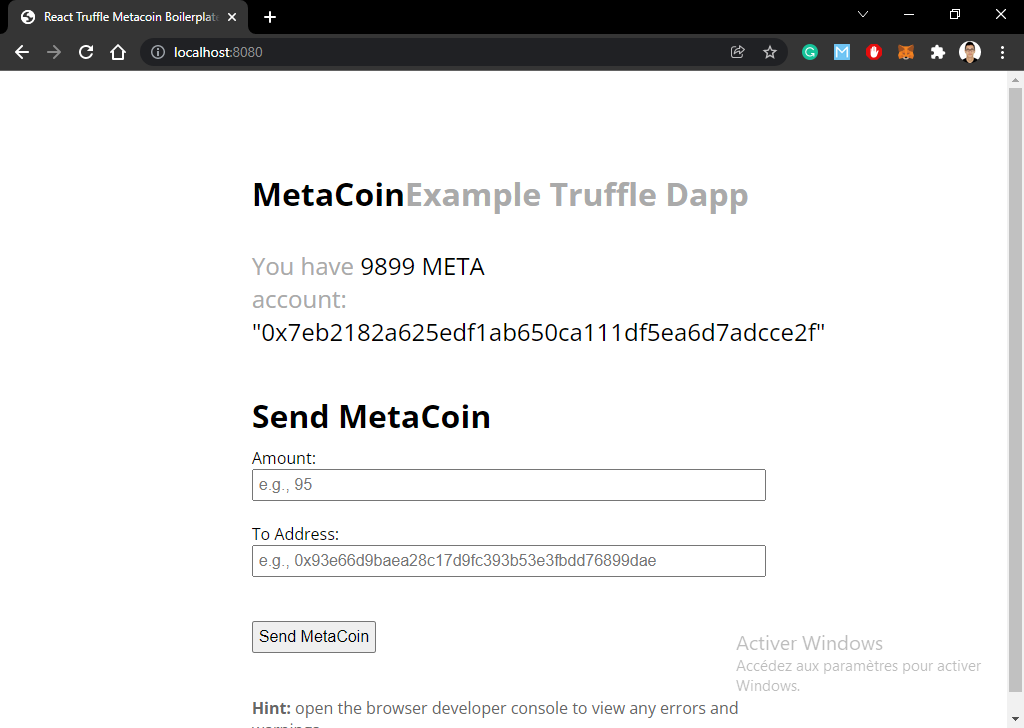 React Truffle Metacoin Boilerplate
localhost:8080
MetaCoinExample Truffle Dapp
You have 9899 META
account:
"0x7eb2182a625edf1ab650ca111df5ea6d7adcce2f"
Send MetaCoin
Amount:
e.g., 95
To Address:
e.g., 0x93e66d9baea28c17d9fc393b53e3fbdd76899dae
Send MetaCoin
Activer Windows
Accédez aux paramètres pour activer
Windows.
Hint: open the browser developer console to view any errors and
warnings